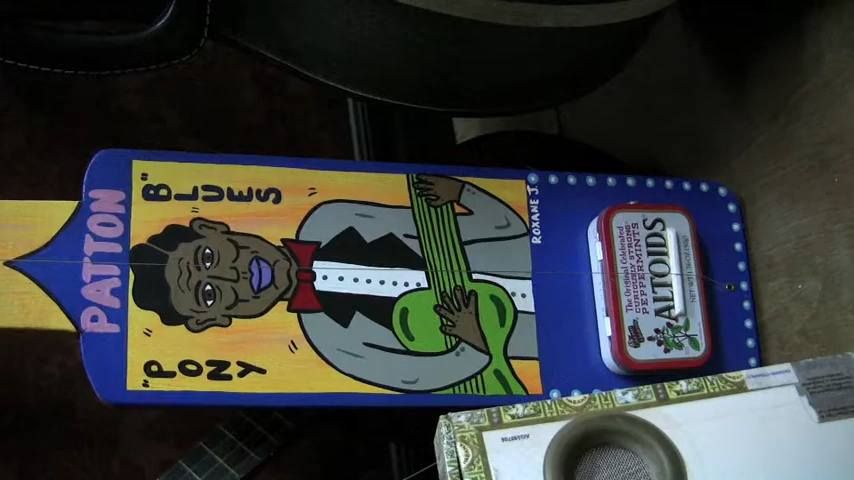 PATTON
"PONY
BLUES"
ROXANE J.
The Original Celebrated
CURIOUSLY STRONG
PEPPERMINTS
ALTOIDS